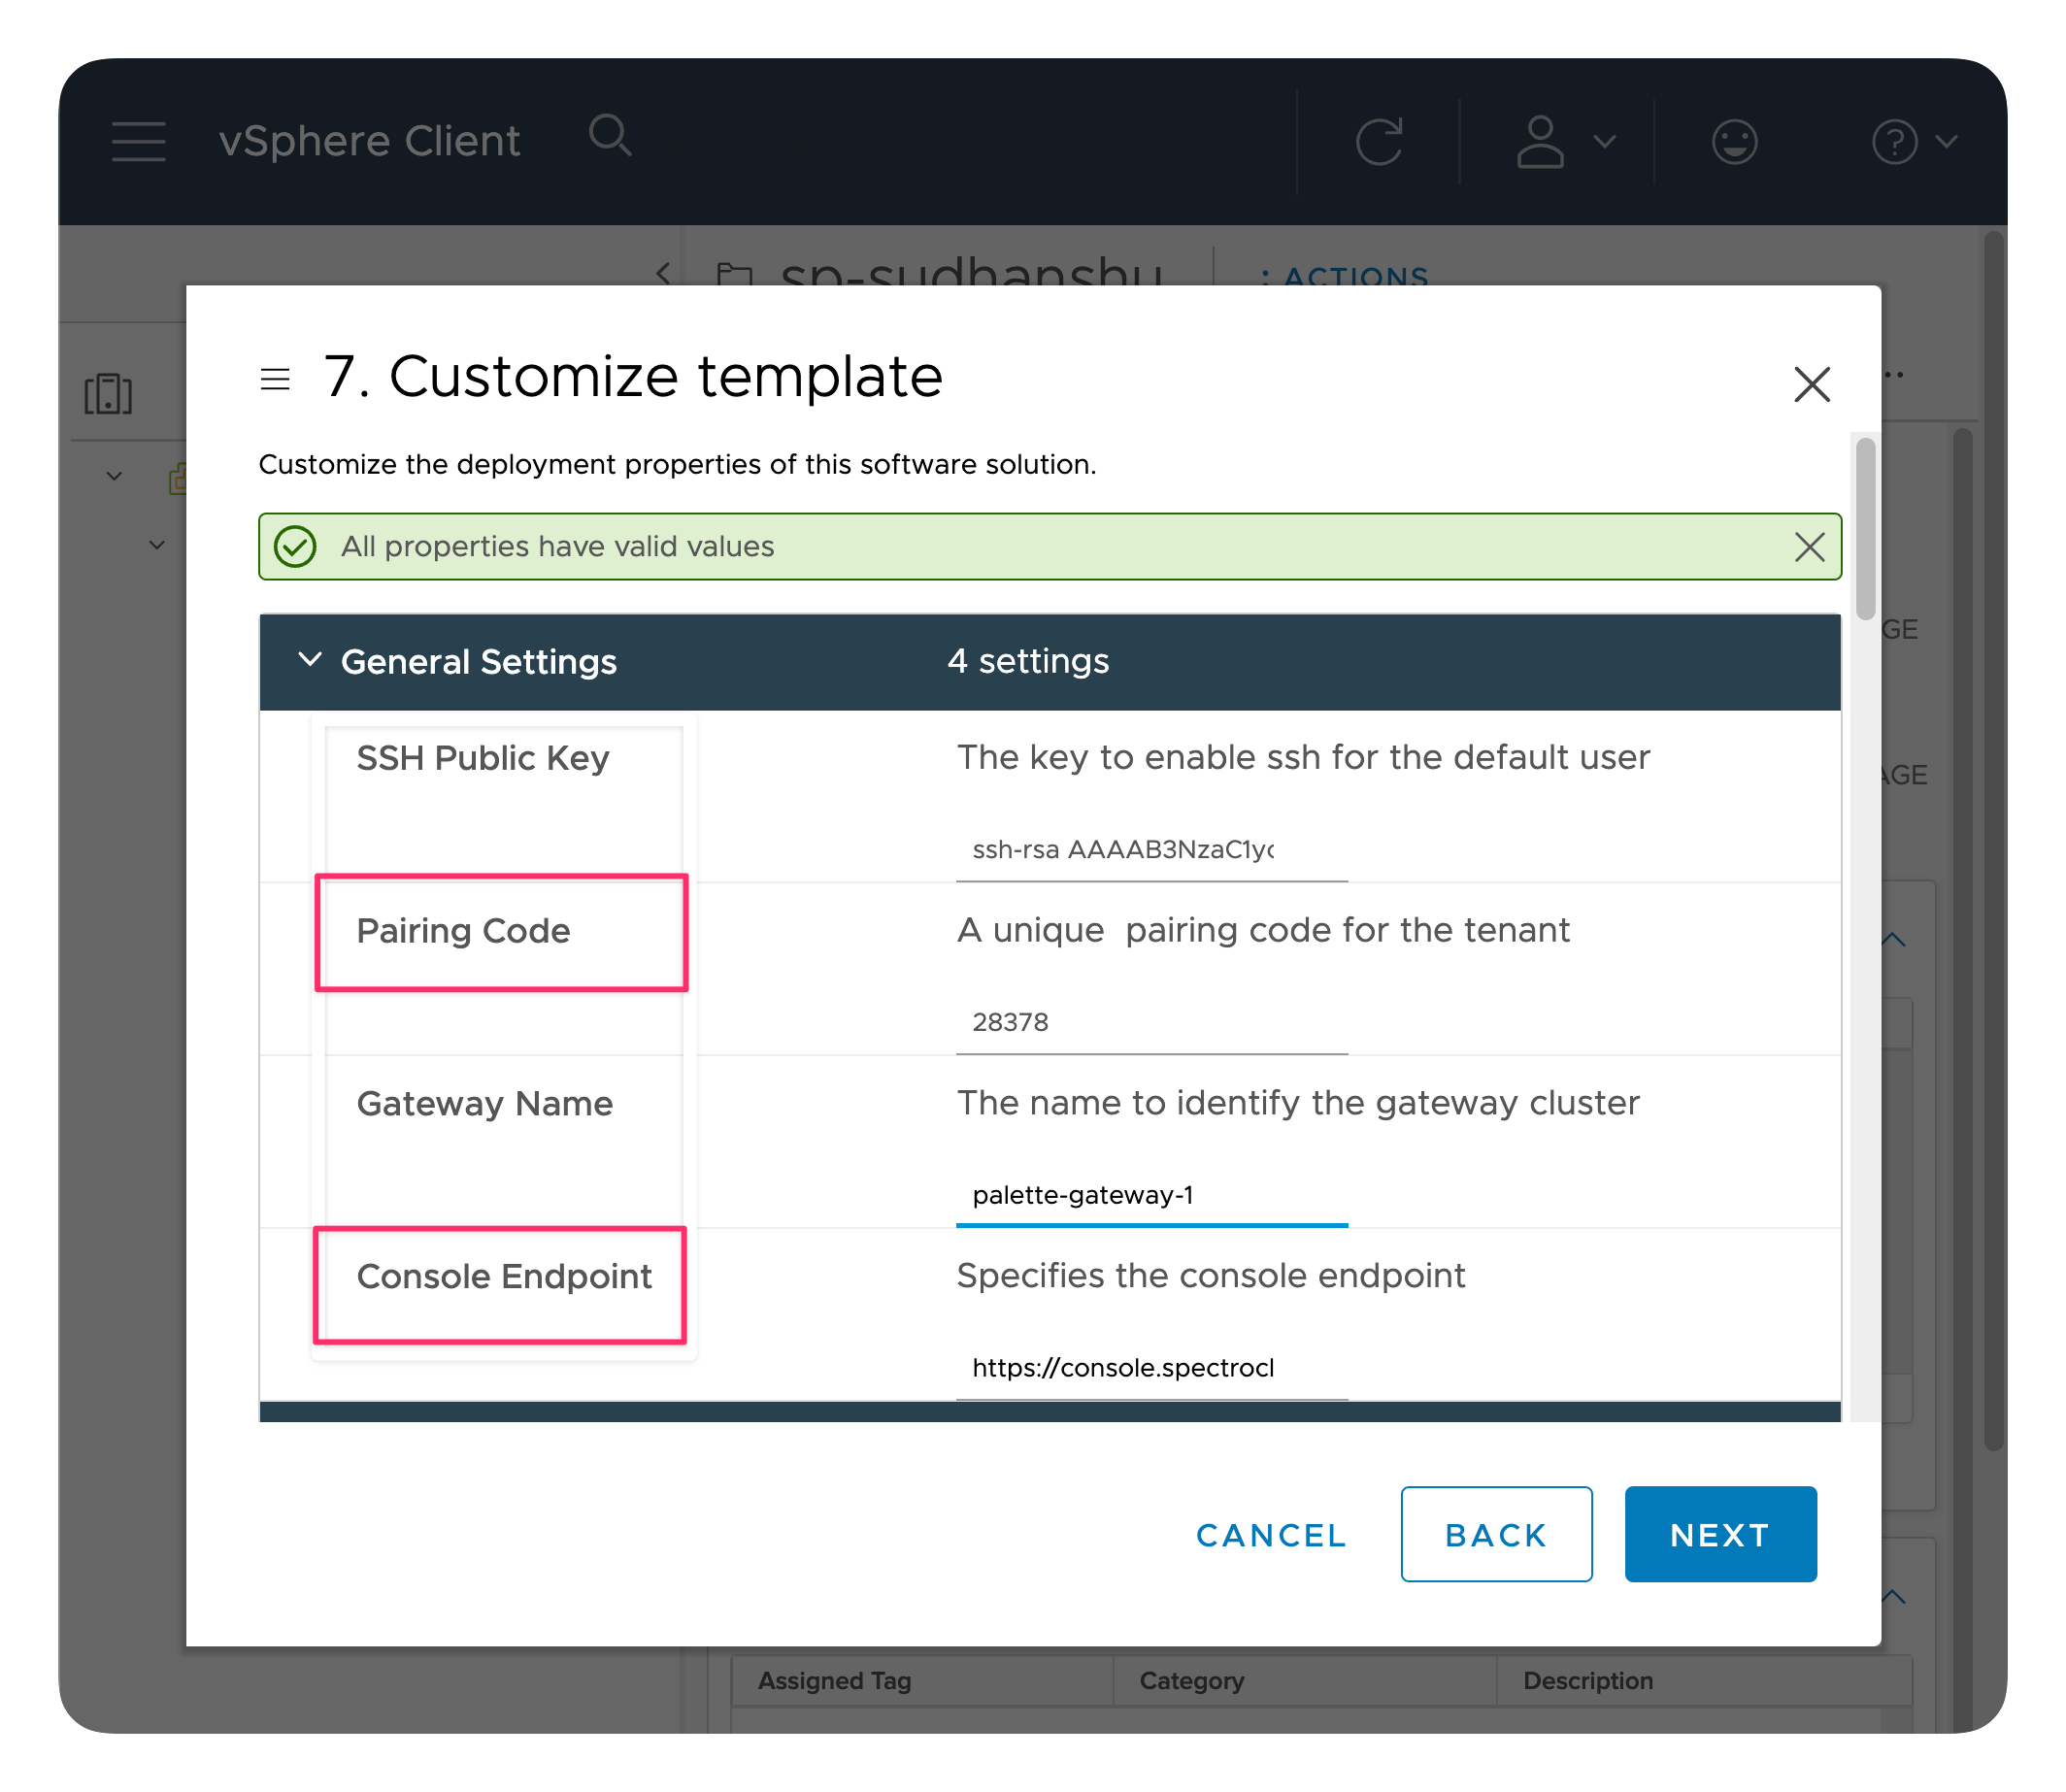 vSphere Client
sp-sudhanshu
ACTIONS
7. Customize template
Customize the deployment properties of this software solution.
All properties have valid values
General Settings 4 settings
SSH Public Key The key to enable ssh for the default user
ssh-rsa AAAAB3NzaC1yc
Pairing Code A unique  pairing code for the tenant
28378
Gateway Name The name to identify the gateway cluster
palette-gateway-1
Console Endpoint Specifies the console endpoint
https://console.spectrocl
CANCEL BACK NEXT
Assigned Tag Category Description